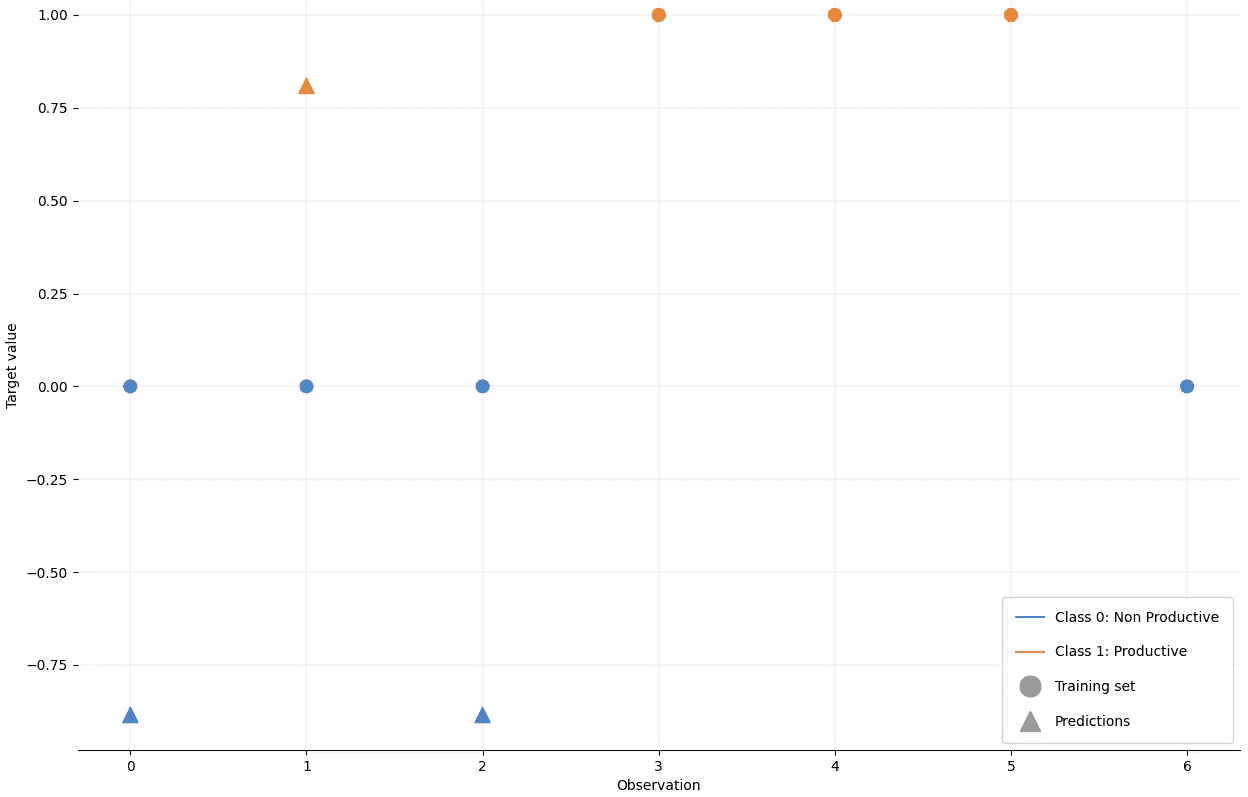 1.00
0.75
0.50
0.25
0.00
−0.25
−0.50
−0.75
Target value
0 1 2 3 4 5 6
Observation
Class 0: Non Productive
Class 1: Productive
Training set
Predictions